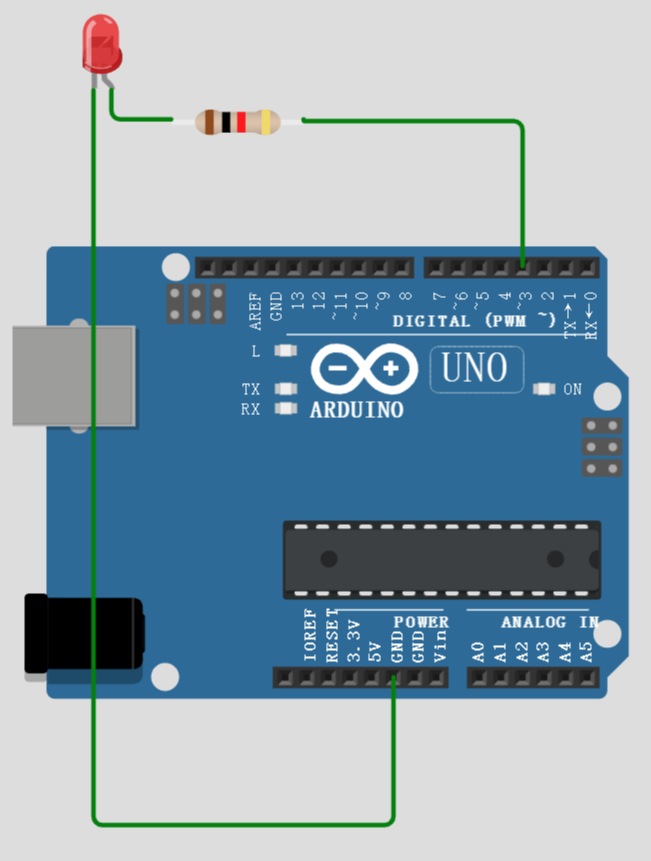 AREF
GND
13
12
~11
~10
~9
8
7
~6
~5
4
~3
~2
TX→1
RX←0
DIGITAL (PWM ~)
L
TX
RX
UNO
ON
ARDUINO
POWER
ANALOG IN
IOREF
RESET
3.3V
5V
GND
GND
Vin
A0
A1
A2
A3
A4
A5